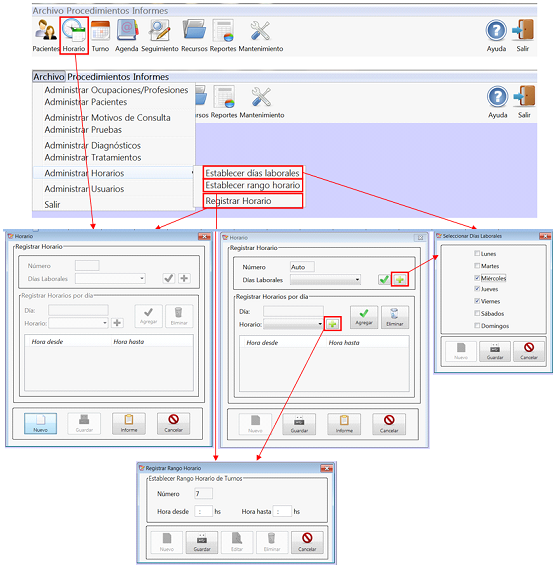 Archivo Procedimientos Informes
Pacientes Horario Turno Agenda Seguimiento Recursos Reportes Mantenimiento Ayuda Salir
Archivo Procedimientos Informes
Administrar Ocupaciones/Profesiones
Administrar Pacientes
Administrar Motivos de Consulta
Administrar Pruebas
Administrar Diagnósticos
Administrar Tratamientos
Administrar Horarios
Administrar Usuarios
Salir
rsos Reportes Mantenimiento Ayuda Salir
Establecer días laborales
Establecer rango horario
Registrar Horario
Horario
Registrar Horario
Número
Días Laborales
Registrar Horarios por día
Día:
Horario:
Agregar Eliminar
Hora desde Hora hasta
Nuevo Guardar Informe Cancelar
Horario
Registrar Horario
Número Auto
Días Laborales
Registrar Horarios por día
Día:
Horario:
Agregar Eliminar
Hora desde Hora hasta
Nuevo Guardar Informe Cancelar
Seleccionar Días Laborales
Lunes
Martes
Miércoles
Jueves
Viernes
Sábados
Domingos
Nuevo Guardar Cancelar
Registrar Rango Horario
Establecer Rango Horario de Turnos
Número 7
Hora desde : hs Hora hasta : hs
Nuevo Guardar Editar Eliminar Cancelar